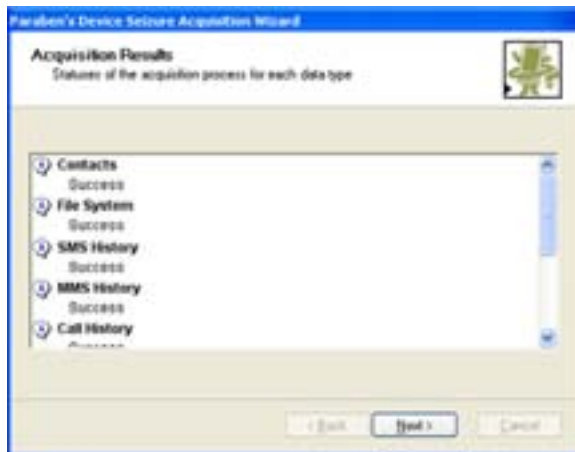 Paraben's Device Seizure Acquisition Wizard
Acquisition Results
Statuses of the acquisition process for each data type
Contacts
Success
File System
Success
SMS History
Success
MMS History
Success
Call History
Success
< Back
Next >
Cancel